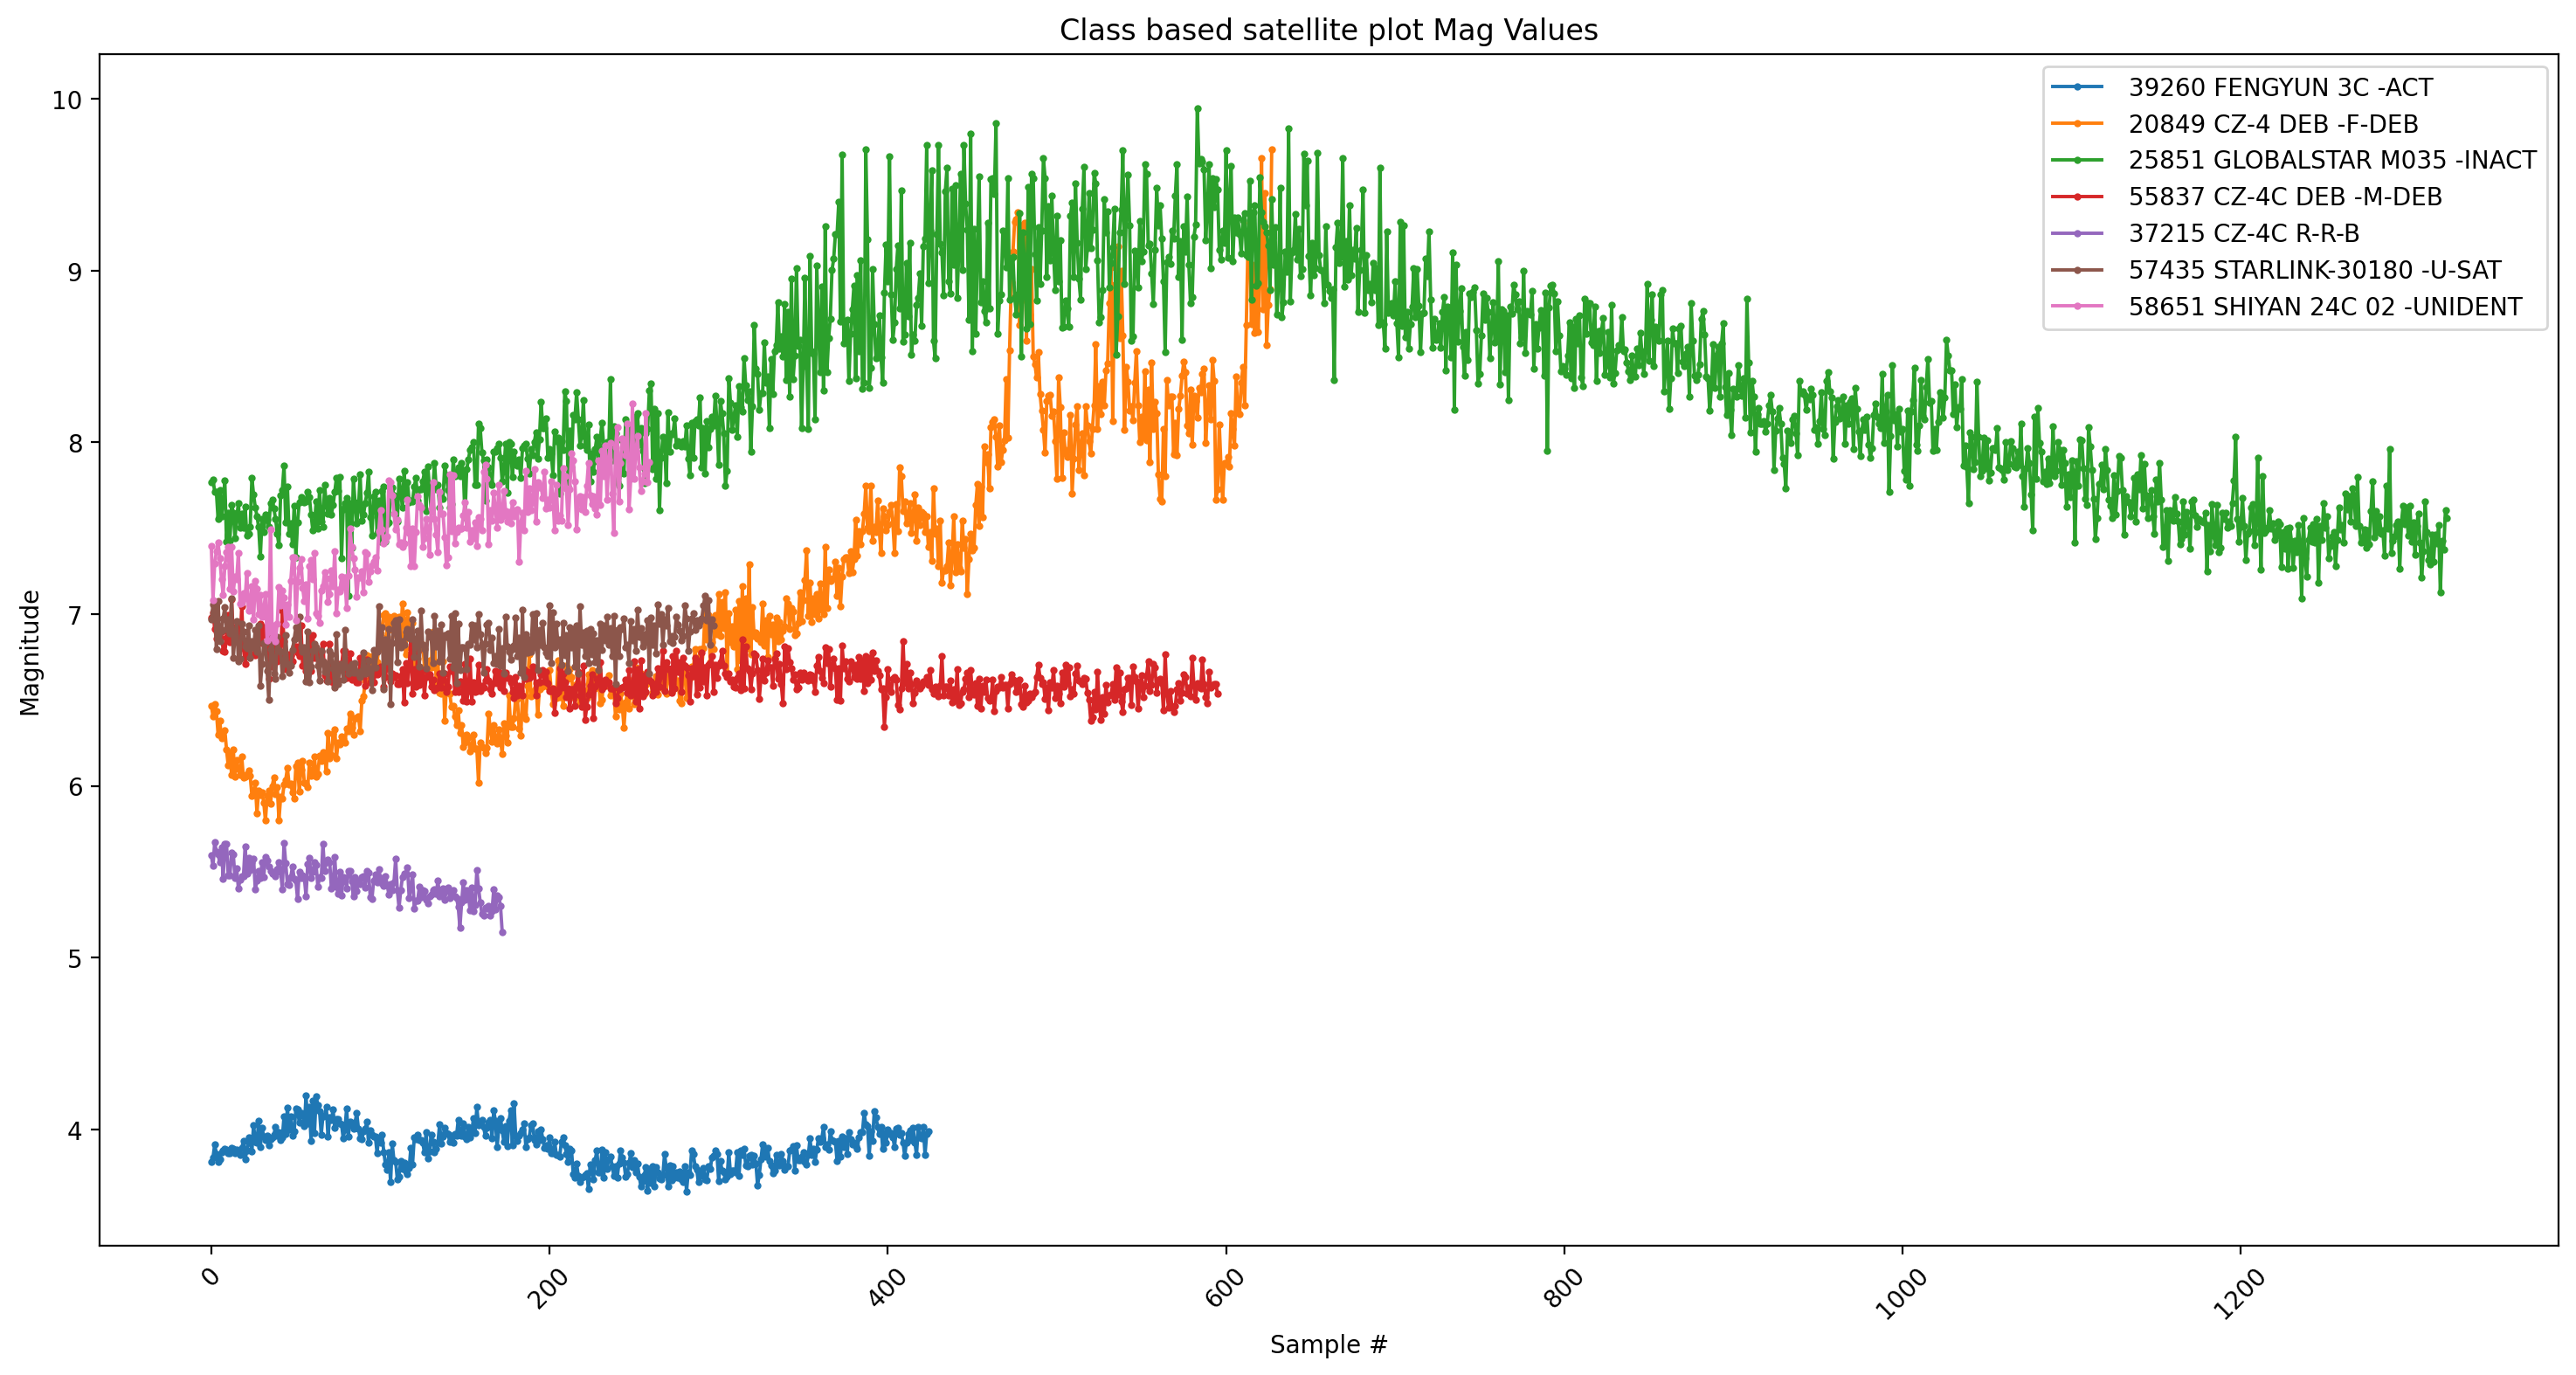 Class based satellite plot Mag Values
39260 FENGYUN 3C -ACT
20849 CZ-4 DEB -F-DEB
25851 GLOBALSTAR M035 -INACT
55837 CZ-4C DEB -M-DEB
37215 CZ-4C R-R-B
57435 STARLINK-30180 -U-SAT
58651 SHIYAN 24C 02 -UNIDENT
Magnitude
10
9
8
7
6
5
4
0
200
400
600
800
1000
1200
Sample #